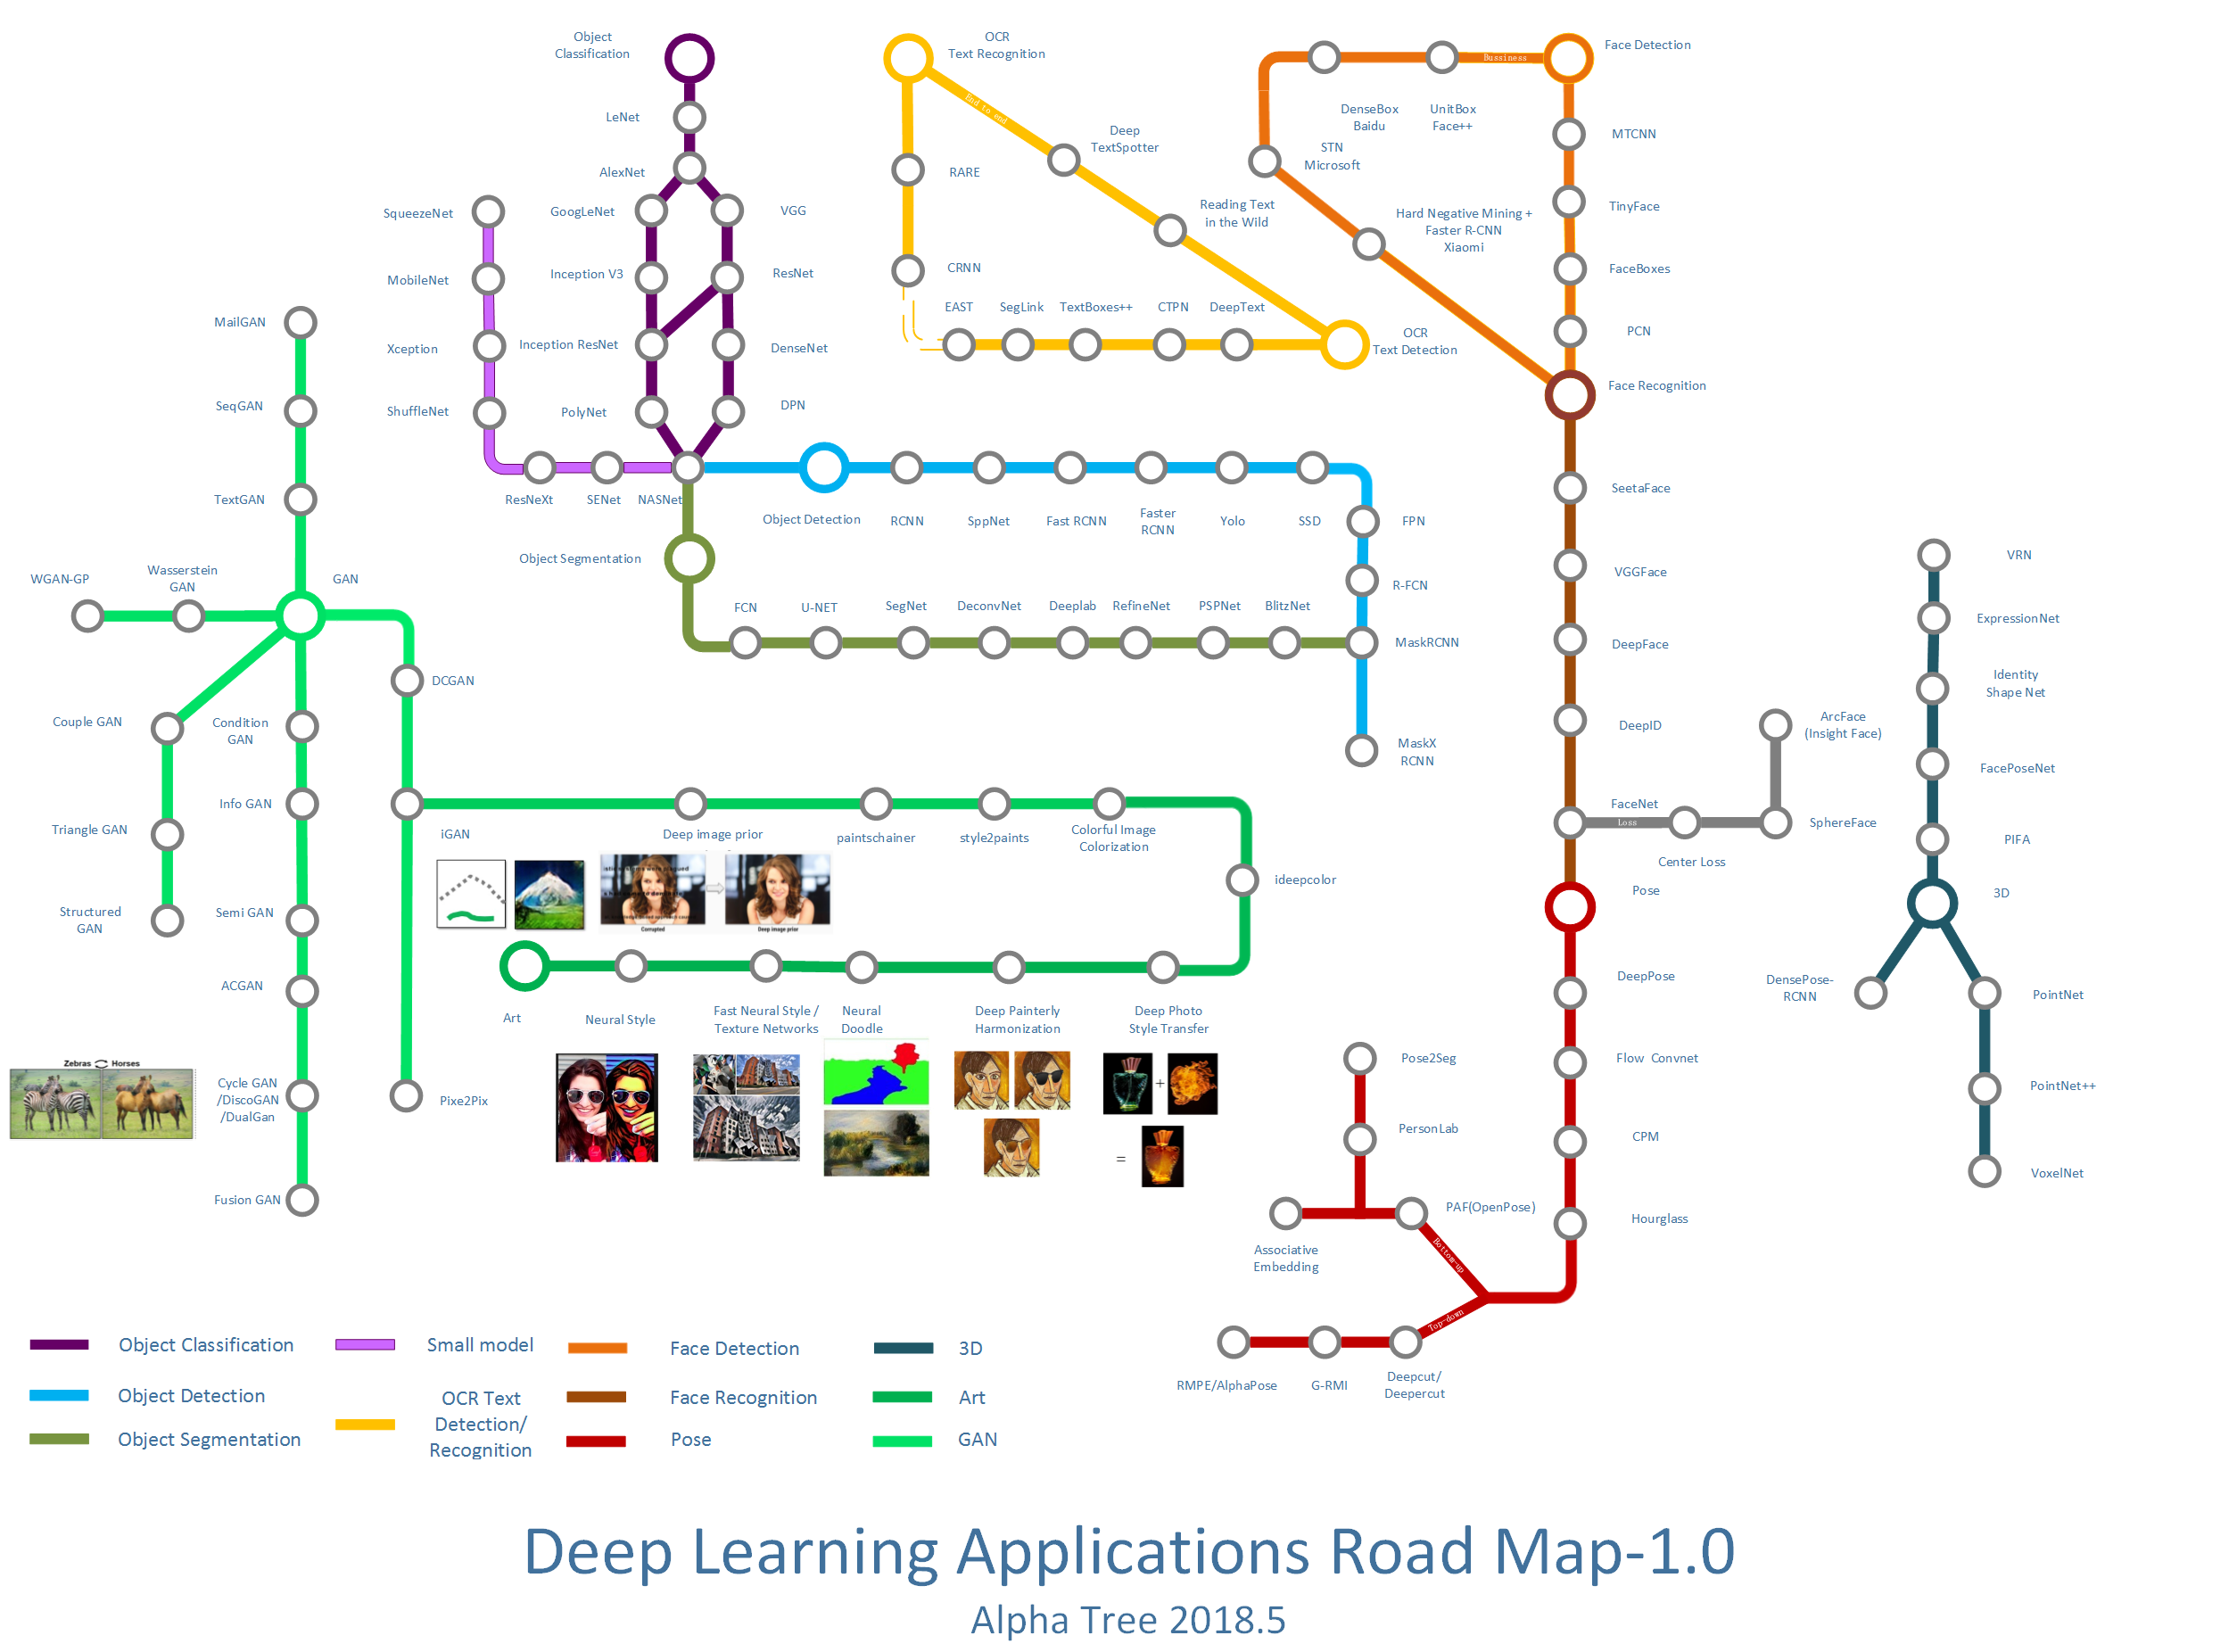 Object
Classification
LeNet
AlexNet
GoogLeNet
VGG
Inception V3
ResNet
Inception ResNet
DenseNet
PolyNet
DPN
SqueezeNet
MobileNet
Xception
ShuffleNet
ResNeXt
SENet
NASNet
OCR
Text Recognition
End to end
Deep
TextSpotter
RARE
Reading Text
in the Wild
CRNN
EAST
SegLink
TextBoxes++
CTPN
DeepText
OCR
Text Detection
Face Detection
Bussiness
DenseBox
Baidu
UnitBox
Face++
STN
Microsoft
Hard Negative Mining +
Faster R-CNN
Xiaomi
MTCNN
TinyFace
FaceBoxes
PCN
Face Recognition
SeetaFace
VGGFace
DeepFace
DeepID
FaceNet
Loss
Center Loss
SphereFace
ArcFace
(Insight Face)
Object Detection
RCNN
SppNet
Fast RCNN
Faster
RCNN
Yolo
SSD
FPN
R-FCN
MaskRCNN
MaskX
RCNN
Object Segmentation
FCN
U-NET
SegNet
DeconvNet
Deeplab
RefineNet
PSPNet
BlitzNet
MailGAN
SeqGAN
TextGAN
WGAN-GP
Wasserstein
GAN
GAN
DCGAN
Couple GAN
Condition
GAN
Triangle GAN
Info GAN
Structured
GAN
Semi GAN
ACGAN
Zebras
Horses
Cycle GAN
/DiscoGAN
/DualGan
Fusion GAN
Pixe2Pix
iGAN
Deep image prior
paintschainer
style2paints
Colorful Image
Colorization
ideepcolor
Corrupted
Deep image prior
Art
Neural Style
Fast Neural Style /
Texture Networks
Neural
Doodle
Deep Painterly
Harmonization
Deep Photo
Style Transfer
+
=
VRN
ExpressionNet
Identity
Shape Net
FacePoseNet
PIFA
3D
DensePose-
RCNN
PointNet
PointNet++
VoxelNet
Pose
DeepPose
Flow Convnet
CPM
Hourglass
Pose2Seg
PersonLab
PAF(OpenPose)
Associative
Embedding
Bottom-up
Top-down
RMPE/AlphaPose
G-RMI
Deepcut/
Deepercut
Object Classification
Small model
Face Detection
3D
Object Detection
OCR Text
Detection/
Recognition
Face Recognition
Art
Object Segmentation
Pose
GAN
Deep Learning Applications Road Map-1.0
Alpha Tree 2018.5